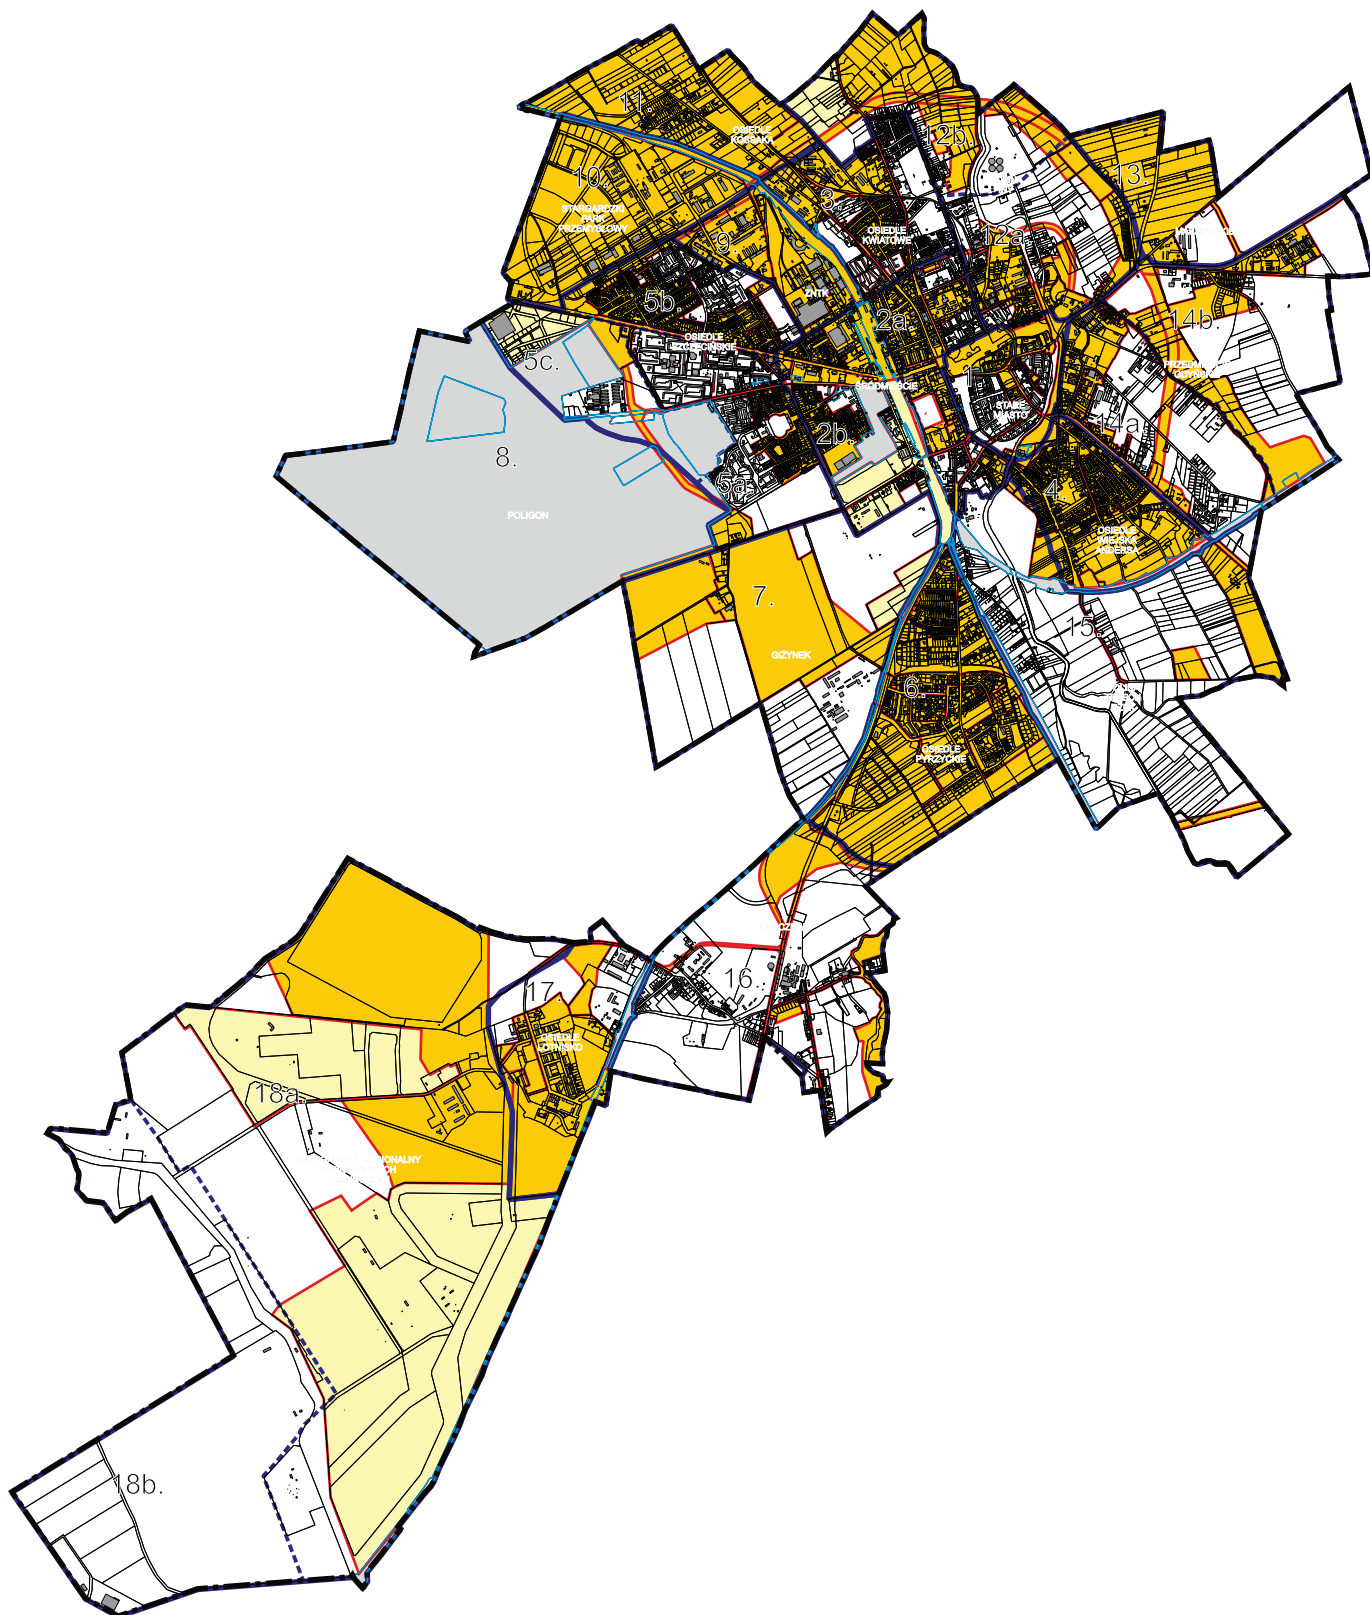 11.
OSIEDLE
KOSSAKA
12b.
10.
STARGARDZKI
PARK
PRZEMYSŁOWY
13.
3.
9.
OSIEDLE
KWIATOWE
12a.
5b.
ZNTK
2a.
14b.
OSIEDLE
SZCZECIŃSKIE
5c.
ŚRÓDMIEŚCIE
1.
STARE
MIASTO
2b.
14a.
8.
5a.
4.
POLIGON
OSIEDLE
WIEJSKA
ANDERSA
7.
15.
GIŻYNEK
6.
OSIEDLE
PYRZYCKIE
16.
17.
OSIEDLE
LOTNISKO
18a.
18b.